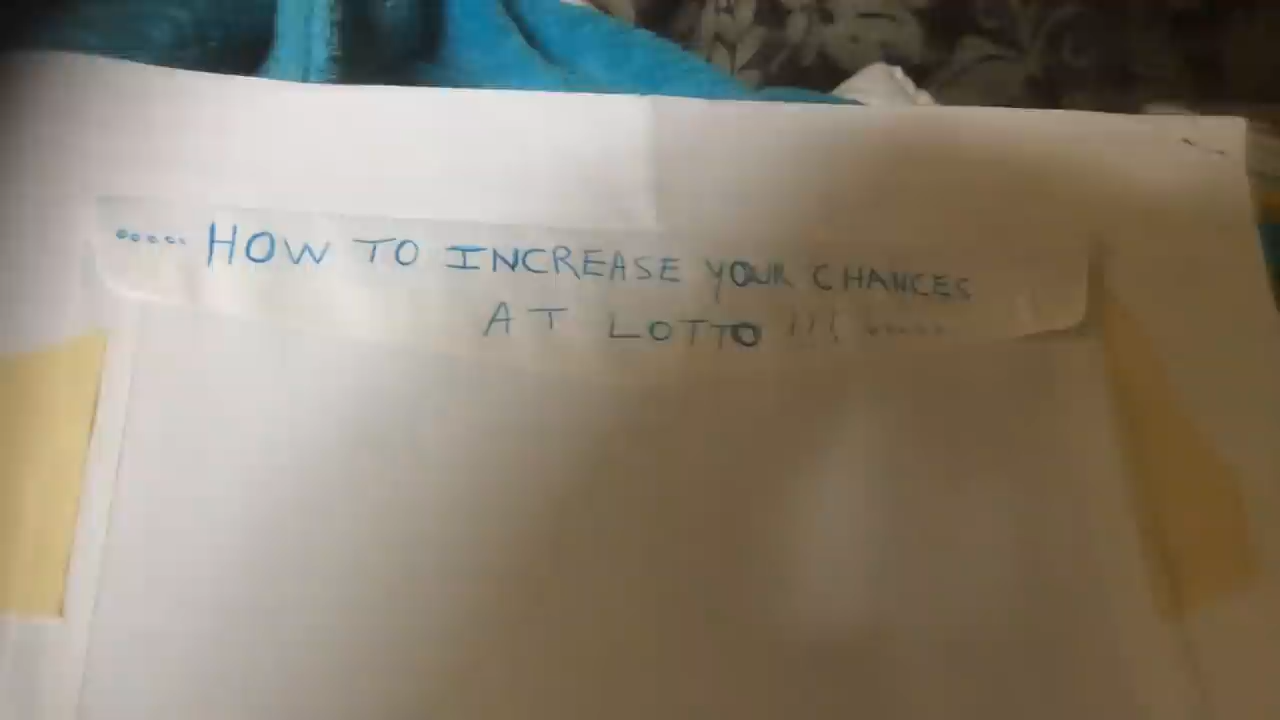 ..... HOW TO INCREASE YOUR CHANCES
AT LOTTO!!! .....